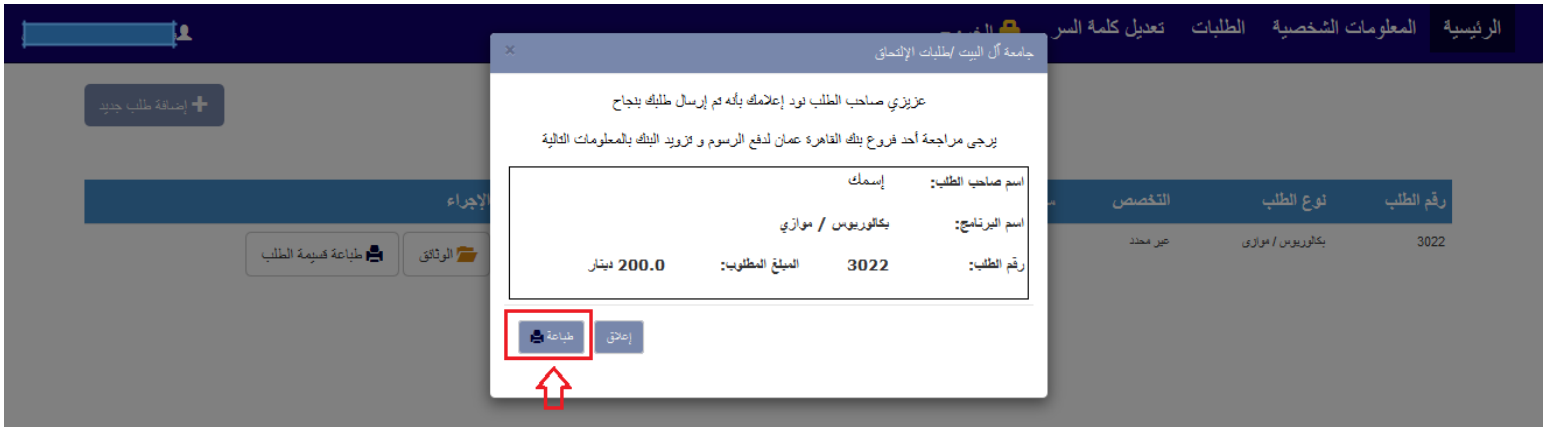 الرئيسية المعلومات الشخصية الطلبات تعديل كلمة السر
جامعة آل البيت /طلبات الإلتحاق ×
إضافة طلب جديد
عزيزي صاحب الطلب نود إعلامك بأنه تم إرسال طلبك بنجاح
يرجى مراجعة أحد فروع بنك القاهرة عمان لدفع الرسوم و تزويد البنك بالمعلومات التالية
اسم صاحب الطلب: إسمك
اسم البرنامج: بكالوريوس / موازي
رقم الطلب: 3022 المبلغ المطلوب: 200.0 دينار
طباعة إغلاق
رقم الطلب نوع الطلب التخصص الإجراء
3022 بكالوريوس / موازي غير محدد الوثائق طباعة قسيمة الطلب